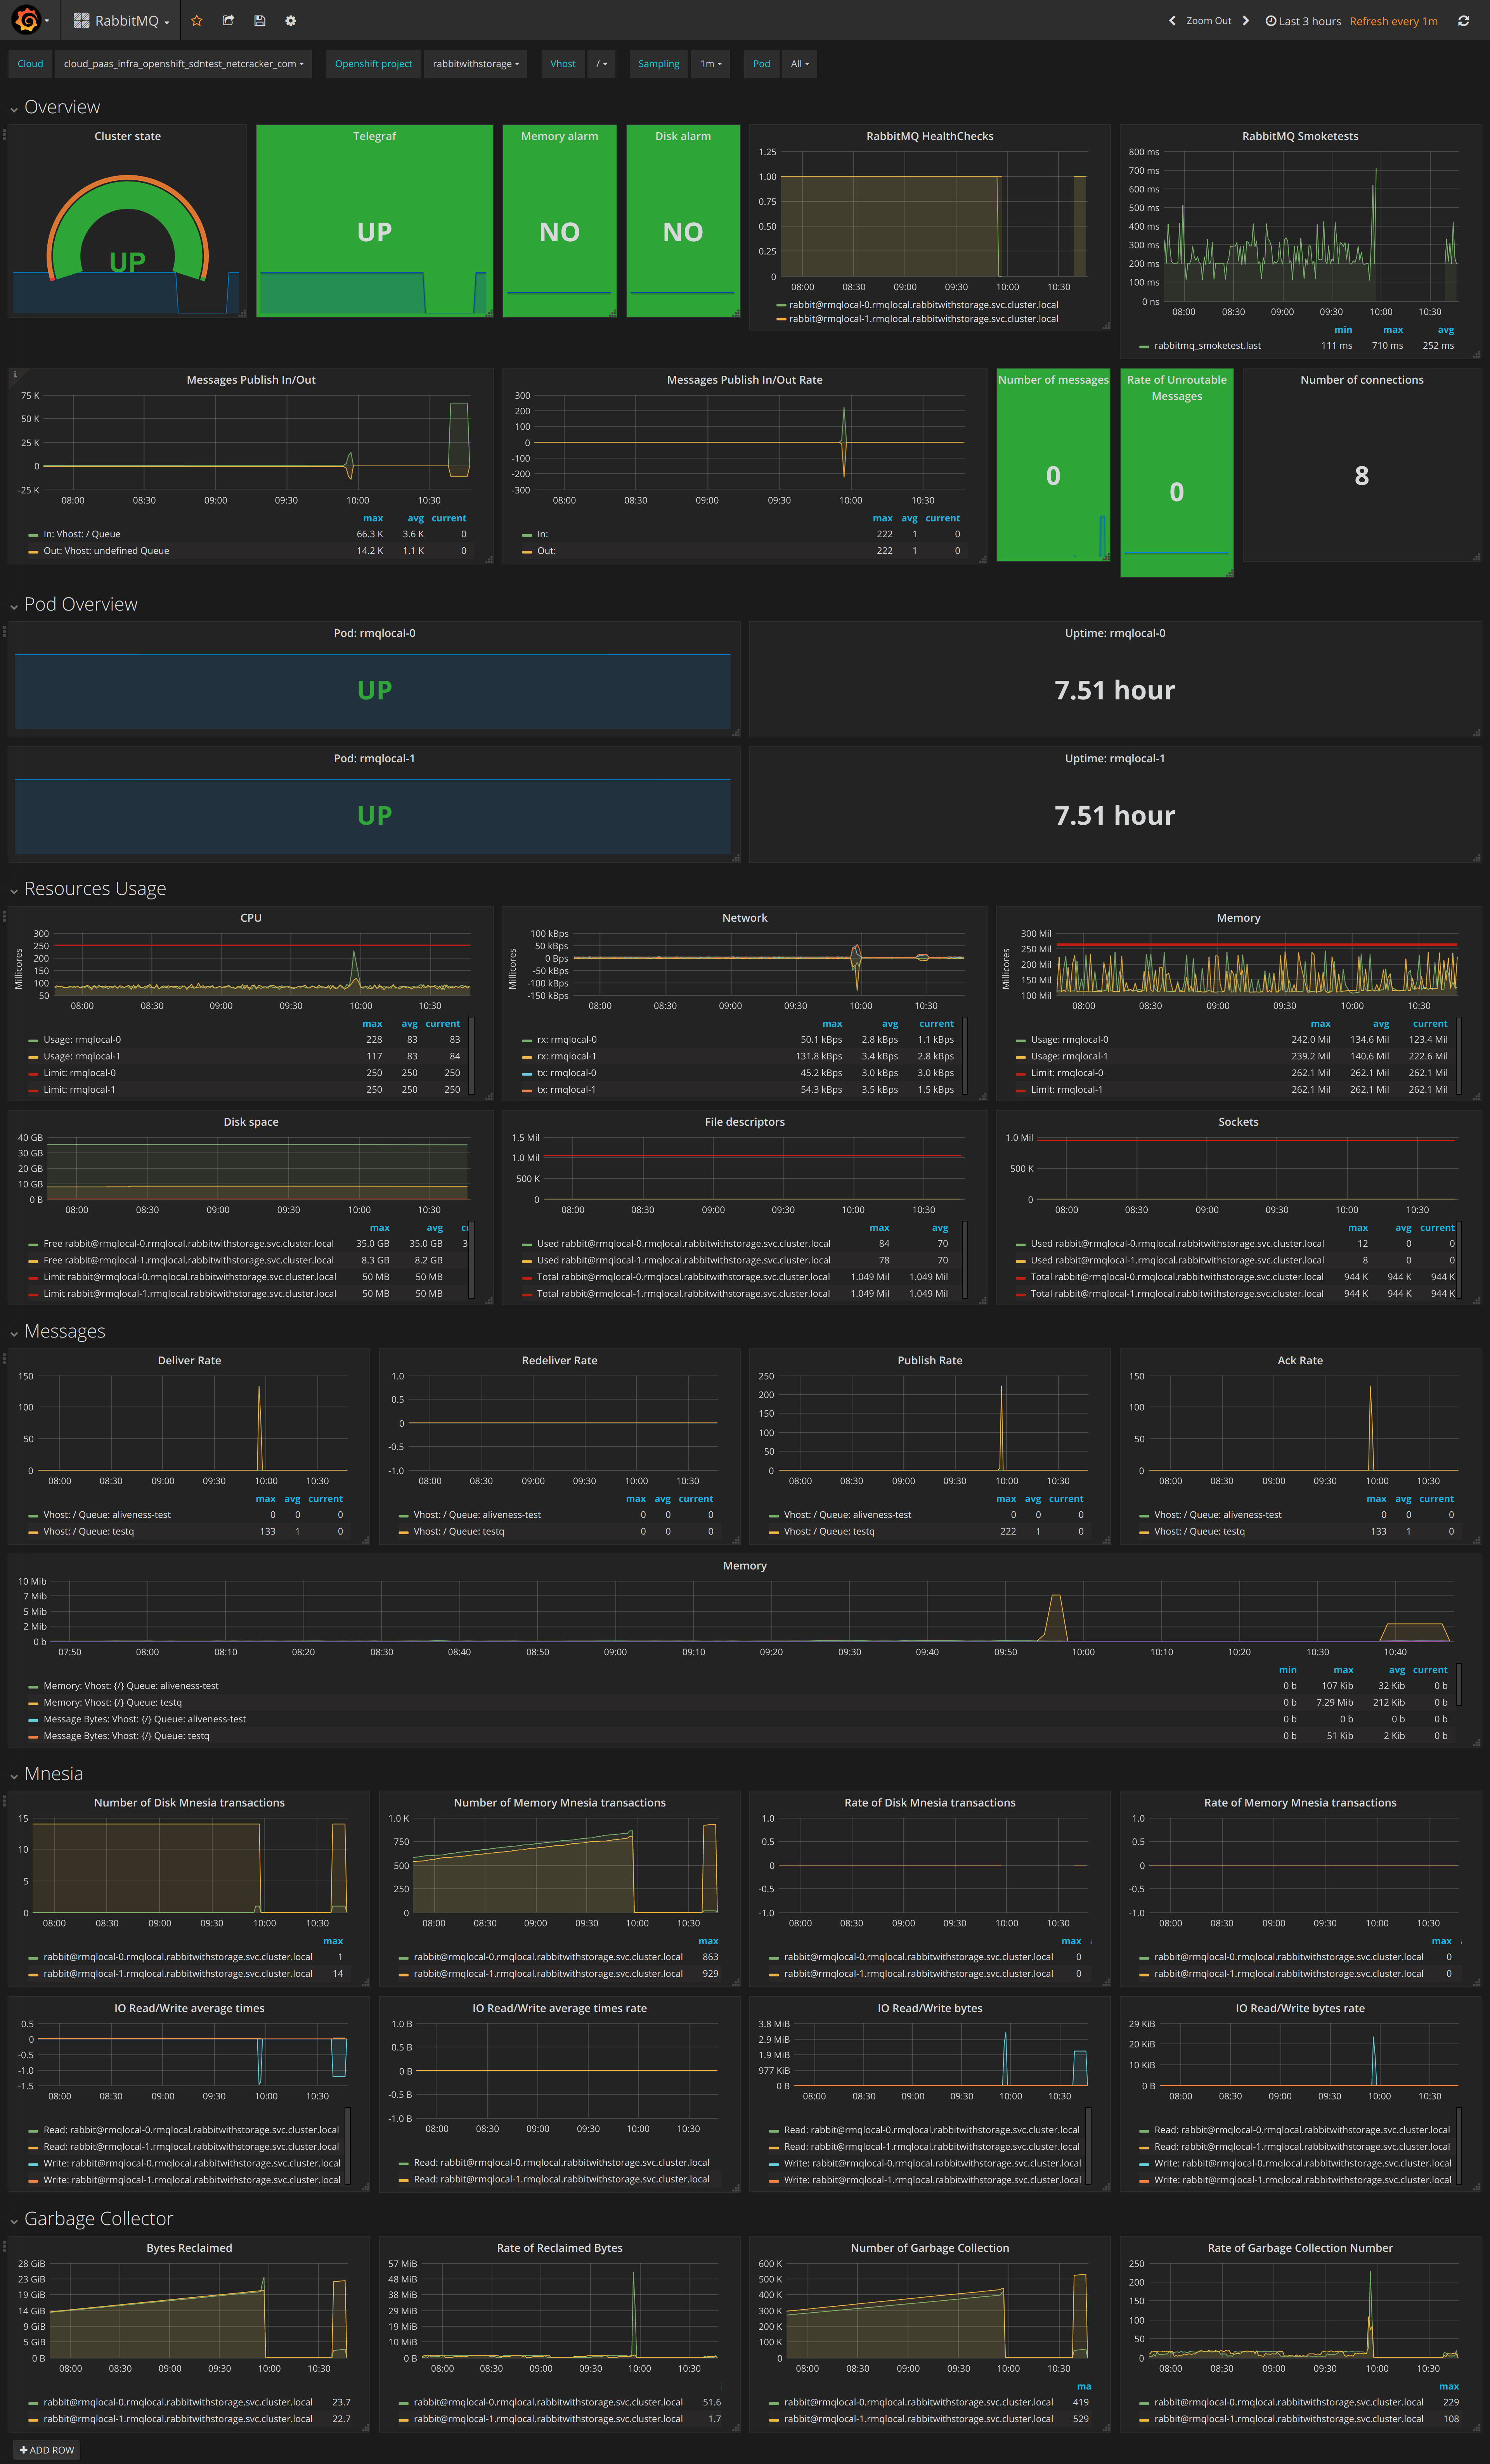 RabbitMQ
Zoom Out
Last 3 hours
Refresh every 1m
Cloud
cloud_paas_infra_openshift_sdntest_netcracker_com
Openshift project
rabbitwithstorage
Vhost
/
Sampling
1m
Pod
All
Overview
Cluster state
UP
Telegraf
UP
Memory alarm
NO
Disk alarm
NO
RabbitMQ HealthChecks
1.25
1.00
0.75
0.50
0.25
0
08:00 08:30 09:00 09:30 10:00 10:30
rabbit@rmqlocal-0.rmqlocal.rabbitwithstorage.svc.cluster.local
rabbit@rmqlocal-1.rmqlocal.rabbitwithstorage.svc.cluster.local
RabbitMQ Smoketests
800 ms
700 ms
600 ms
500 ms
400 ms
300 ms
200 ms
100 ms
0 ns
08:00 08:30 09:00 09:30 10:00 10:30
min max avg
rabbitmq_smoketest.last 111 ms 710 ms 252 ms
Messages Publish In/Out
75 K
50 K
25 K
0
-25 K
08:00 08:30 09:00 09:30 10:00 10:30
max avg current
In: Vhost: / Queue 66.3 K 3.6 K 0
Out: Vhost: undefined Queue 14.2 K 1.1 K 0
Messages Publish In/Out Rate
300
200
100
0
-100
-200
-300
08:00 08:30 09:00 09:30 10:00 10:30
max avg current
In: 222 1 0
Out: 222 1 0
Number of messages
0
Rate of Unroutable
Messages
0
Number of connections
8
Pod Overview
Pod: rmqlocal-0
UP
Uptime: rmqlocal-0
7.51 hour
Pod: rmqlocal-1
UP
Uptime: rmqlocal-1
7.51 hour
Resources Usage
CPU
Millicores
300
250
200
150
100
50
08:00 08:30 09:00 09:30 10:00 10:30
max avg current
Usage: rmqlocal-0 228 83 83
Usage: rmqlocal-1 117 83 84
Limit: rmqlocal-0 250 250 250
Limit: rmqlocal-1 250 250 250
Network
Millicores
100 kBps
50 kBps
0 Bps
-50 kBps
-100 kBps
-150 kBps
08:00 08:30 09:00 09:30 10:00 10:30
max avg current
rx: rmqlocal-0 50.1 kBps 2.8 kBps 1.1 kBps
rx: rmqlocal-1 131.8 kBps 3.4 kBps 2.8 kBps
tx: rmqlocal-0 45.2 kBps 3.0 kBps 3.0 kBps
tx: rmqlocal-1 54.3 kBps 3.5 kBps 1.5 kBps
Memory
Millicores
300 Mil
250 Mil
200 Mil
150 Mil
100 Mil
08:00 08:30 09:00 09:30 10:00 10:30
max avg current
Usage: rmqlocal-0 242.0 Mil 134.6 Mil 123.4 Mil
Usage: rmqlocal-1 239.2 Mil 140.6 Mil 222.6 Mil
Limit: rmqlocal-0 262.1 Mil 262.1 Mil 262.1 Mil
Limit: rmqlocal-1 262.1 Mil 262.1 Mil 262.1 Mil
Disk space
40 GB
30 GB
20 GB
10 GB
0 B
08:00 08:30 09:00 09:30 10:00 10:30
max avg
Free rabbit@rmqlocal-0.rmqlocal.rabbitwithstorage.svc.cluster.local 35.0 GB 35.0 GB 3
Free rabbit@rmqlocal-1.rmqlocal.rabbitwithstorage.svc.cluster.local 8.3 GB 8.2 GB
Limit rabbit@rmqlocal-0.rmqlocal.rabbitwithstorage.svc.cluster.local 50 MB 50 MB
Limit rabbit@rmqlocal-1.rmqlocal.rabbitwithstorage.svc.cluster.local 50 MB 50 MB
File descriptors
1.5 Mil
1.0 Mil
500 K
0
08:00 08:30 09:00 09:30 10:00 10:30
max avg
Used rabbit@rmqlocal-0.rmqlocal.rabbitwithstorage.svc.cluster.local 84 70
Used rabbit@rmqlocal-1.rmqlocal.rabbitwithstorage.svc.cluster.local 78 70
Total rabbit@rmqlocal-0.rmqlocal.rabbitwithstorage.svc.cluster.local 1.049 Mil 1.049 Mil
Total rabbit@rmqlocal-1.rmqlocal.rabbitwithstorage.svc.cluster.local 1.049 Mil 1.049 Mil
Sockets
1.0 Mil
500 K
0
08:00 08:30 09:00 09:30 10:00 10:30
max avg current
Used rabbit@rmqlocal-0.rmqlocal.rabbitwithstorage.svc.cluster.local 12 0 0
Used rabbit@rmqlocal-1.rmqlocal.rabbitwithstorage.svc.cluster.local 8 0 0
Total rabbit@rmqlocal-0.rmqlocal.rabbitwithstorage.svc.cluster.local 944 K 944 K 944 K
Total rabbit@rmqlocal-1.rmqlocal.rabbitwithstorage.svc.cluster.local 944 K 944 K 944 K
Messages
Deliver Rate
150
100
50
0
08:00 08:30 09:00 09:30 10:00 10:30
max avg current
Vhost: / Queue: aliveness-test 0 0 0
Vhost: / Queue: testq 133 1 0
Redeliver Rate
1.0
0.5
0
-0.5
-1.0
08:00 08:30 09:00 09:30 10:00 10:30
max avg current
Vhost: / Queue: aliveness-test 0 0 0
Vhost: / Queue: testq 0 0 0
Publish Rate
250
200
150
100
50
0
08:00 08:30 09:00 09:30 10:00 10:30
max avg current
Vhost: / Queue: aliveness-test 0 0 0
Vhost: / Queue: testq 222 1 0
Ack Rate
150
100
50
0
08:00 08:30 09:00 09:30 10:00 10:30
max avg current
Vhost: / Queue: aliveness-test 0 0 0
Vhost: / Queue: testq 133 1 0
Memory
10 Mib
7 Mib
5 Mib
2 Mib
0 b
07:50 08:00 08:10 08:20 08:30 08:40 08:50 09:00 09:10 09:20 09:30 09:40 09:50 10:00 10:10 10:20 10:30 10:40
min max avg current
Memory: Vhost: {/} Queue: aliveness-test 0 b 107 Kib 32 Kib 0 b
Memory: Vhost: {/} Queue: testq 0 b 7.29 Mib 212 Kib 0 b
Message Bytes: Vhost: {/} Queue: aliveness-test 0 b 0 b 0 b 0 b
Message Bytes: Vhost: {/} Queue: testq 0 b 51 Kib 2 Kib 0 b
Mnesia
Number of Disk Mnesia transactions
15
10
5
0
08:00 08:30 09:00 09:30 10:00 10:30
max
rabbit@rmqlocal-0.rmqlocal.rabbitwithstorage.svc.cluster.local 1
rabbit@rmqlocal-1.rmqlocal.rabbitwithstorage.svc.cluster.local 14
Number of Memory Mnesia transactions
1.0 K
750
500
250
0
08:00 08:30 09:00 09:30 10:00 10:30
max
rabbit@rmqlocal-0.rmqlocal.rabbitwithstorage.svc.cluster.local 863
rabbit@rmqlocal-1.rmqlocal.rabbitwithstorage.svc.cluster.local 929
Rate of Disk Mnesia transactions
1.0
0.5
0
-0.5
-1.0
08:00 08:30 09:00 09:30 10:00 10:30
max
rabbit@rmqlocal-0.rmqlocal.rabbitwithstorage.svc.cluster.local 0
rabbit@rmqlocal-1.rmqlocal.rabbitwithstorage.svc.cluster.local 0
Rate of Memory Mnesia transactions
1.0
0.5
0
-0.5
-1.0
08:00 08:30 09:00 09:30 10:00 10:30
max
rabbit@rmqlocal-0.rmqlocal.rabbitwithstorage.svc.cluster.local 0
rabbit@rmqlocal-1.rmqlocal.rabbitwithstorage.svc.cluster.local 0
IO Read/Write average times
0.5
0
-0.5
-1.0
-1.5
08:00 08:30 09:00 09:30 10:00 10:30
Read: rabbit@rmqlocal-0.rmqlocal.rabbitwithstorage.svc.cluster.local
Read: rabbit@rmqlocal-1.rmqlocal.rabbitwithstorage.svc.cluster.local
Write: rabbit@rmqlocal-0.rmqlocal.rabbitwithstorage.svc.cluster.local
Write: rabbit@rmqlocal-1.rmqlocal.rabbitwithstorage.svc.cluster.local
IO Read/Write average times rate
1.0 B
0.5 B
0 B
-0.5 B
-1.0 B
08:00 08:30 09:00 09:30 10:00 10:30
Read: rabbit@rmqlocal-0.rmqlocal.rabbitwithstorage.svc.cluster.local
Read: rabbit@rmqlocal-1.rmqlocal.rabbitwithstorage.svc.cluster.local
IO Read/Write bytes
3.8 MiB
2.9 MiB
1.9 MiB
977 KiB
0 B
08:00 08:30 09:00 09:30 10:00 10:30
Read: rabbit@rmqlocal-0.rmqlocal.rabbitwithstorage.svc.cluster.local
Read: rabbit@rmqlocal-1.rmqlocal.rabbitwithstorage.svc.cluster.local
Write: rabbit@rmqlocal-0.rmqlocal.rabbitwithstorage.svc.cluster.local
Write: rabbit@rmqlocal-1.rmqlocal.rabbitwithstorage.svc.cluster.local
IO Read/Write bytes rate
29 KiB
20 KiB
10 KiB
0 B
08:00 08:30 09:00 09:30 10:00 10:30
Read: rabbit@rmqlocal-0.rmqlocal.rabbitwithstorage.svc.cluster.local
Read: rabbit@rmqlocal-1.rmqlocal.rabbitwithstorage.svc.cluster.local
Write: rabbit@rmqlocal-0.rmqlocal.rabbitwithstorage.svc.cluster.local
Write: rabbit@rmqlocal-1.rmqlocal.rabbitwithstorage.svc.cluster.local
Garbage Collector
Bytes Reclaimed
28 GiB
23 GiB
19 GiB
14 GiB
9 GiB
5 GiB
0 B
08:00 08:30 09:00 09:30 10:00 10:30
rabbit@rmqlocal-0.rmqlocal.rabbitwithstorage.svc.cluster.local 23.7
rabbit@rmqlocal-1.rmqlocal.rabbitwithstorage.svc.cluster.local 22.7
Rate of Reclaimed Bytes
57 MiB
48 MiB
38 MiB
29 MiB
19 MiB
10 MiB
0 B
08:00 08:30 09:00 09:30 10:00 10:30
rabbit@rmqlocal-0.rmqlocal.rabbitwithstorage.svc.cluster.local 51.6
rabbit@rmqlocal-1.rmqlocal.rabbitwithstorage.svc.cluster.local 1.7
Number of Garbage Collection
600 K
500 K
400 K
300 K
200 K
100 K
0
08:00 08:30 09:00 09:30 10:00 10:30
ma
rabbit@rmqlocal-0.rmqlocal.rabbitwithstorage.svc.cluster.local 419
rabbit@rmqlocal-1.rmqlocal.rabbitwithstorage.svc.cluster.local 529
Rate of Garbage Collection Number
250
200
150
100
50
0
08:00 08:30 09:00 09:30 10:00 10:30
max
rabbit@rmqlocal-0.rmqlocal.rabbitwithstorage.svc.cluster.local 229
rabbit@rmqlocal-1.rmqlocal.rabbitwithstorage.svc.cluster.local 108
ADD ROW